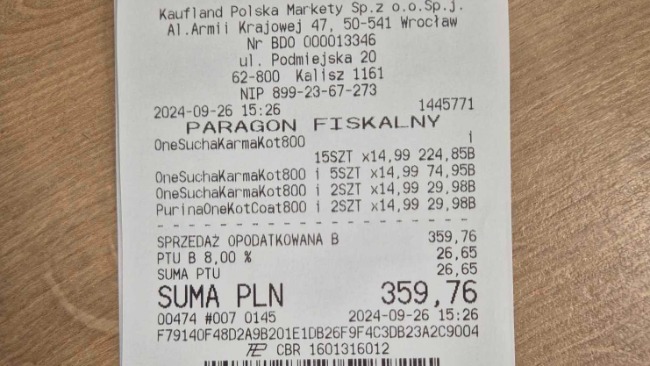 Kaufland Polska Markety Sp.z o.o.Sp.j.
Al.Armii Krajowej 47, 50-541 Wrocław
Nr BDO 000013346
ul. Podmiejska 20
62-800 Kalisz 1161
NIP 899-23-67-273
2024-09-26 15:26 1445771
PARAGON FISKALNY
OneSuchaKarmaKot800 i
15SZT x14,99 224,85B
OneSuchaKarmaKot800 i 5SZT x14,99 74,95B
OneSuchaKarmaKot800 i 2SZT x14,99 29,98B
PurinaOneKotCoat800 i 2SZT x14,99 29,98B
SPRZEDAŻ OPODATKOWANA B 359,76
PTU B 8,00 % 26,65
SUMA PTU 26,65
SUMA PLN 359,76
00474 #007 0145 2024-09-26 15:26
F79140F48D2A9B201E1DB26F9F4C3DB23A2C9004
CBR 1601316012